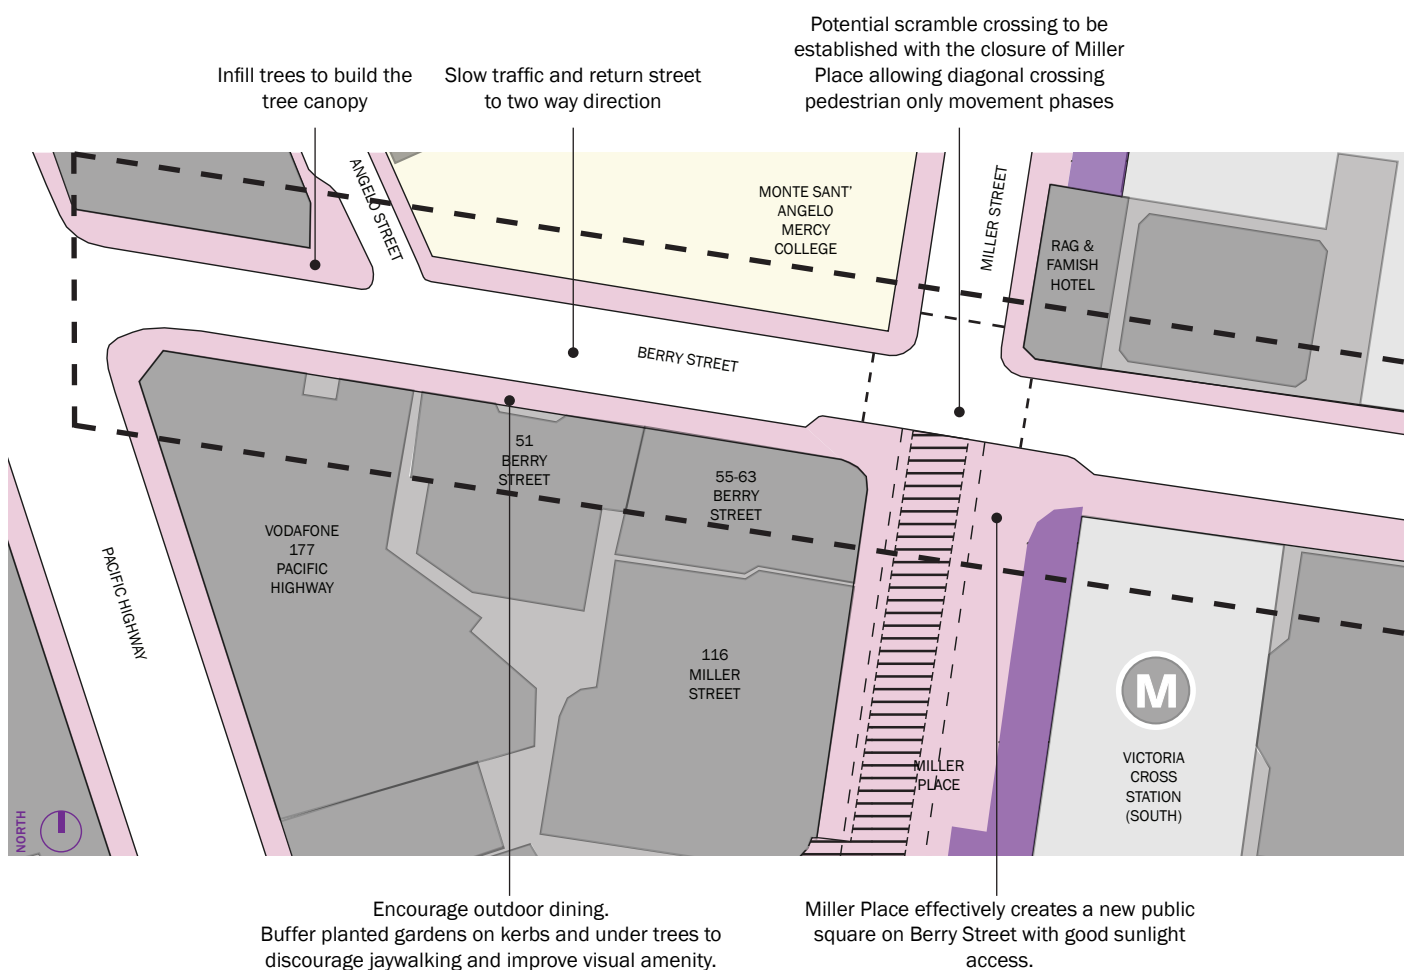 Potential scramble crossing to be
established with the closure of Miller
Place allowing diagonal crossing
pedestrian only movement phases
Infill trees to build the
tree canopy
Slow traffic and return street
to two way direction
ANGELO STREET
MONTE SANT'
ANGELO
MERCY
COLLEGE
MILLER STREET
RAG &
FAMISH
HOTEL
BERRY STREET
51
BERRY
STREET
55-63
BERRY
STREET
VODAFONE
177
PACIFIC
HIGHWAY
PACIFIC HIGHWAY
116
MILLER
STREET
M
MILLER
PLACE
VICTORIA
CROSS
STATION
(SOUTH)
NORTH
Encourage outdoor dining.
Buffer planted gardens on kerbs and under trees to
discourage jaywalking and improve visual amenity.
Miller Place effectively creates a new public
square on Berry Street with good sunlight
access.